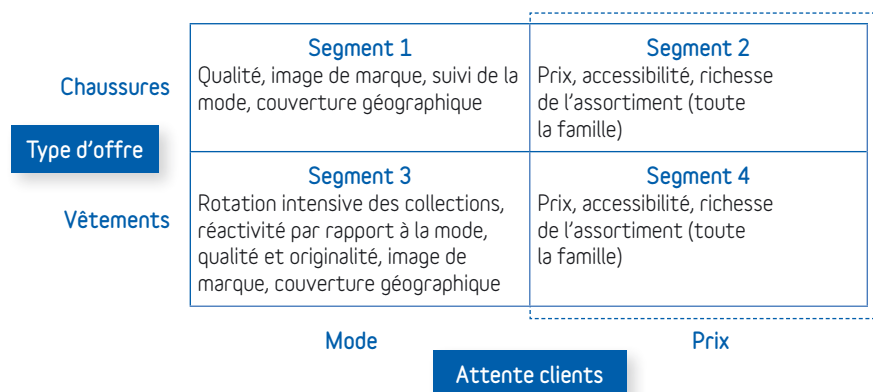 Segment 1
Qualité, image de marque, suivi de la
mode, couverture géographique
Segment 2
Prix, accessibilité, richesse
de l'assortiment (toute
la famille)
Chaussures
Type d'offre
Segment 3
Rotation intensive des collections,
réactivité par rapport à la mode,
qualité et originalité, image de
marque, couverture géographique
Segment 4
Prix, accessibilité, richesse
de l'assortiment (toute
la famille)
Vêtements
Mode
Prix
Attente clients